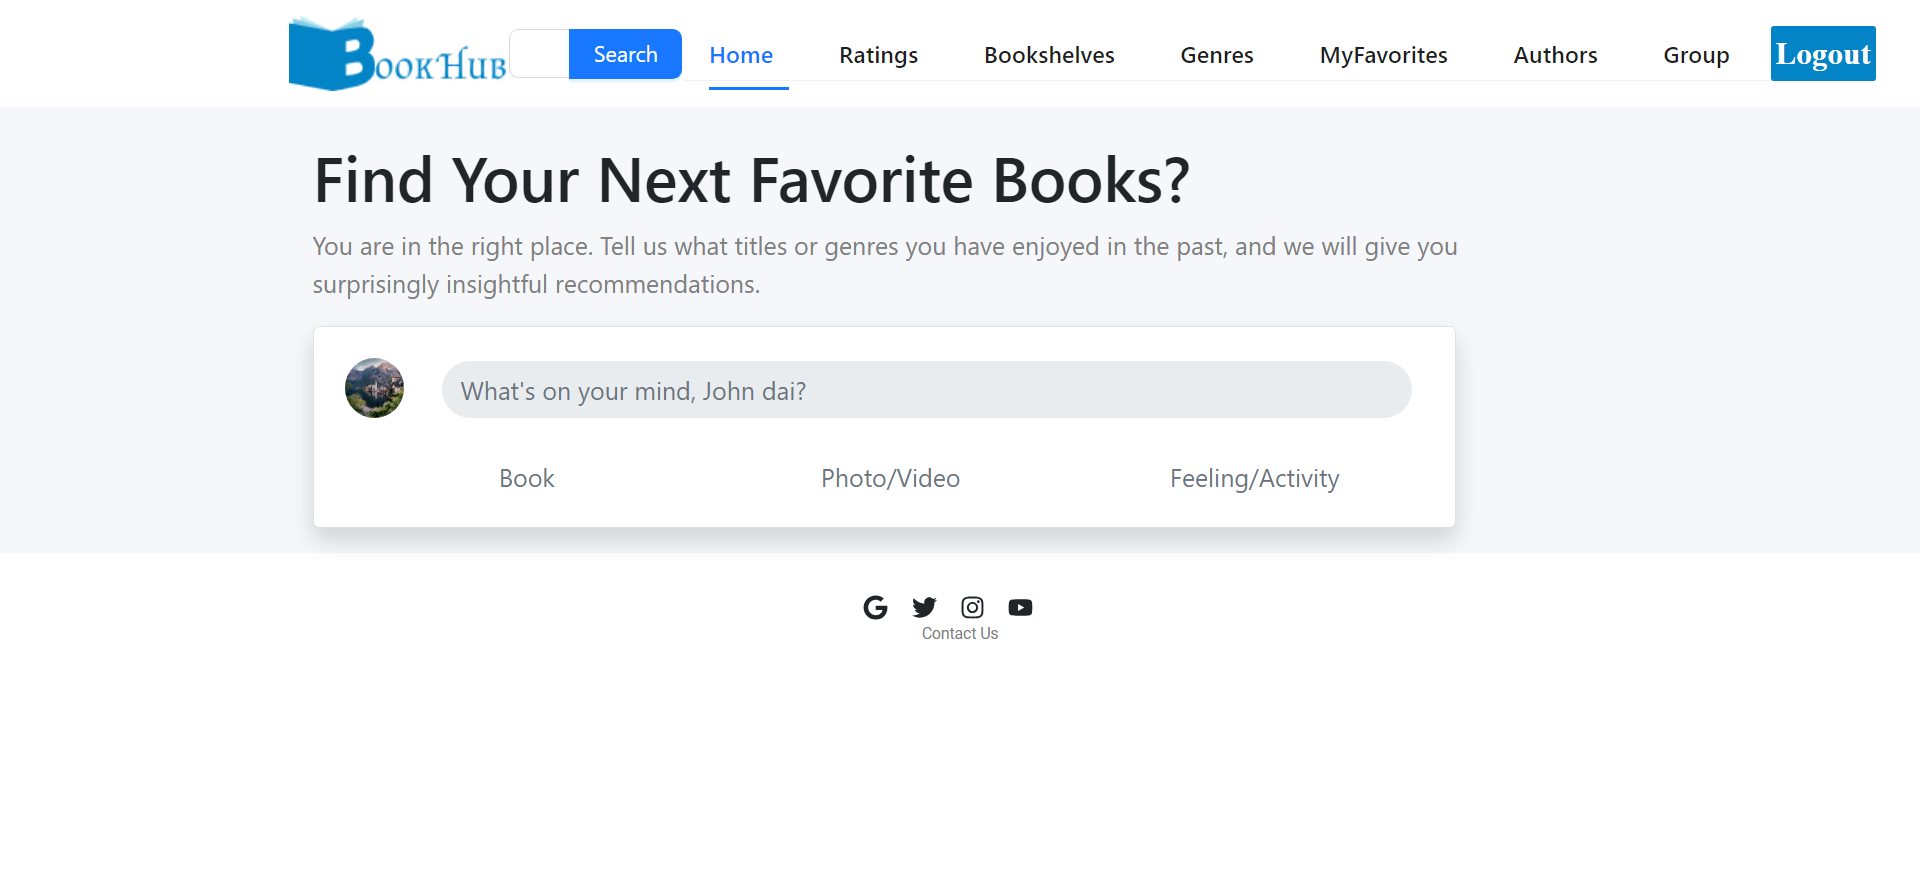 BookHub
Search
Home
Ratings
Bookshelves
Genres
MyFavorites
Authors
Group
Logout
Find Your Next Favorite Books?
You are in the right place. Tell us what titles or genres you have enjoyed in the past, and we will give you
surprisingly insightful recommendations.
What's on your mind, John dai?
Book
Photo/Video
Feeling/Activity
Contact Us